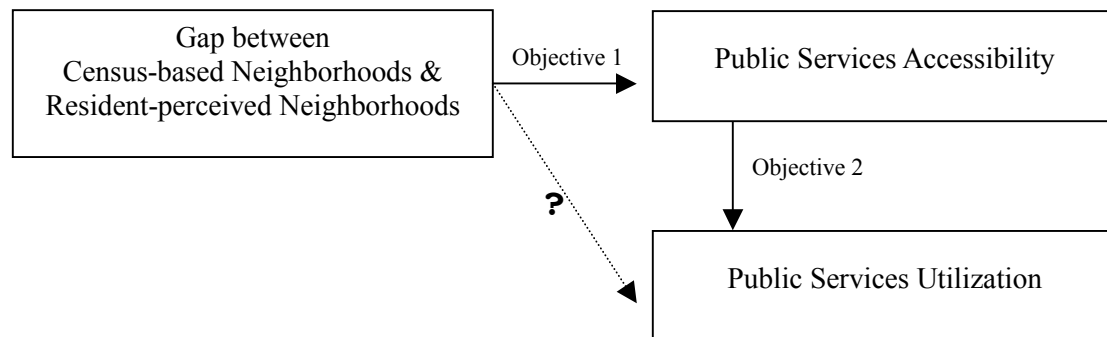 Gap between
Census-based Neighborhoods &
Resident-perceived Neighborhoods
Objective 1
Public Services Accessibility
Objective 2
?
Public Services Utilization